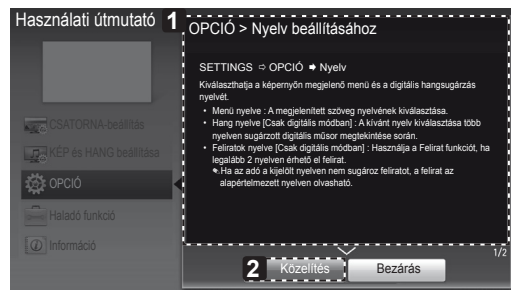 Használati útmutató
1
OPCIÓ > Nyelv beállításához
SETTINGS ⇨ OPCIÓ ➡ Nyelv
Kiválaszthatja a képernyőn megjelenő menü és a digitális hangsugárzás
nyelvét.
• Menü nyelve : A megjelenített szöveg nyelvének kiválasztása.
• Hang nyelve [Csak digitális módban] : A kívánt nyelv kiválasztása több
nyelven sugárzott digitális műsor megtekintése során.
• Feliratok nyelve [Csak digitális módban] : Használja a Felirat funkciót, ha
legalább 2 nyelven érhető el felirat.
Ha az adó a kijelölt nyelven nem sugároz feliratot, a felirat az
alapértelmezett nyelven olvasható.
CSATORNA-beállítás
KÉP és HANG beállítása
OPCIÓ
Haladó funkció
Információ
1/2
2
Közelítés
Bezárás